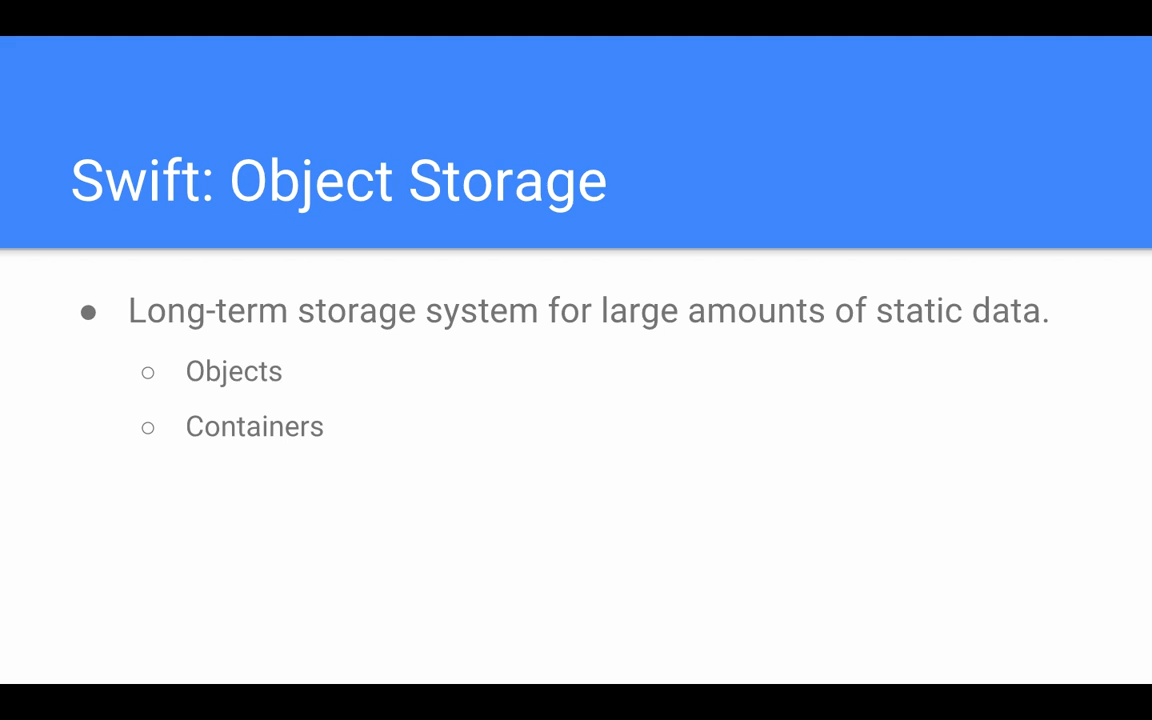 Swift: Object Storage
● Long-term storage system for large amounts of static data.
○ Objects
○ Containers